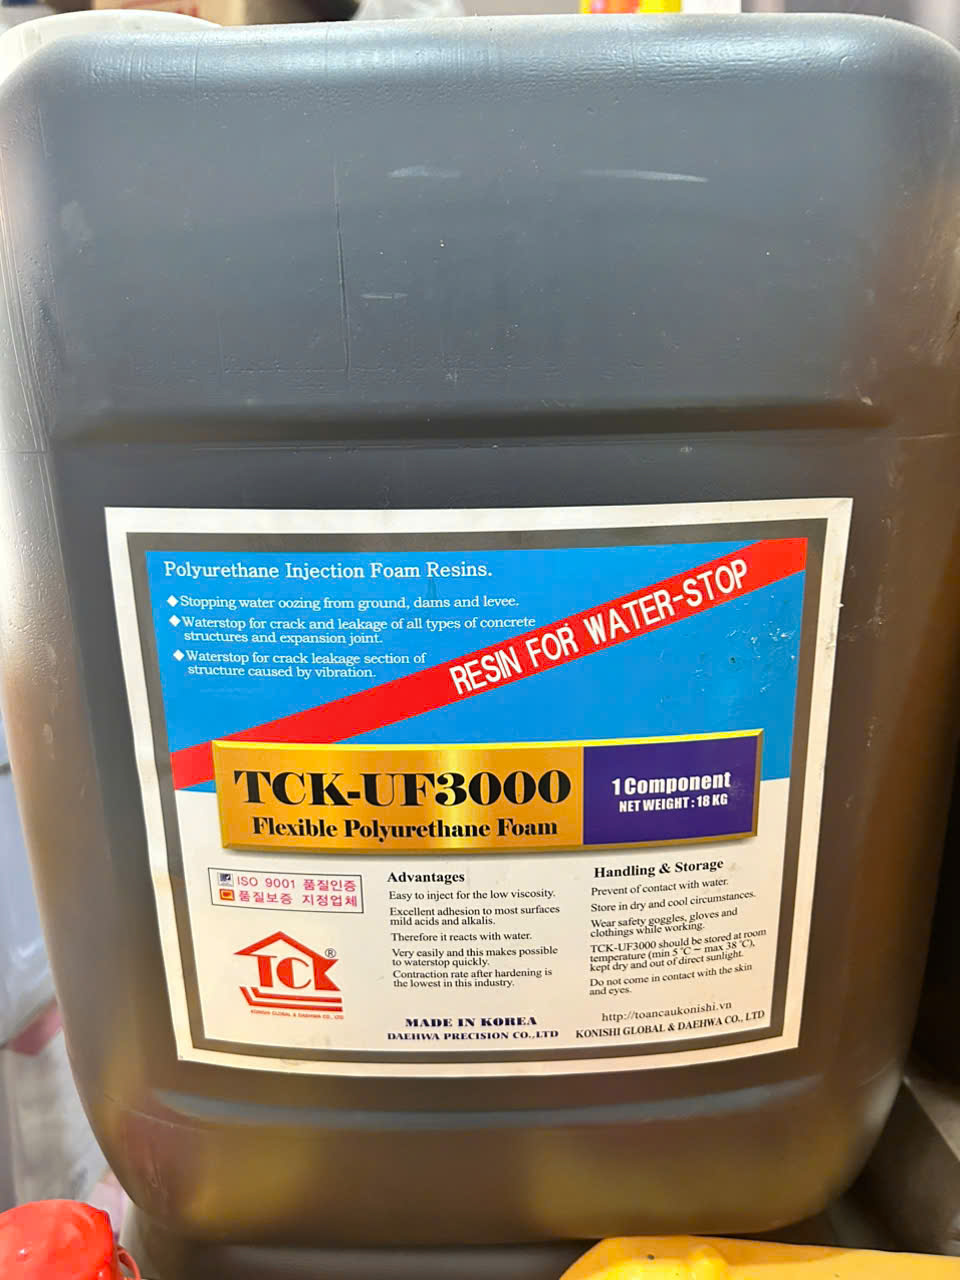 Polyurethane Injection Foam Resins.
◆Stopping water oozing from ground, dams and levee.
◆Waterstop for crack and leakage of all types of concrete
structures and expansion joint.
◆Waterstop for crack leakage section of
structure caused by vibration.
RESIN FOR WATER-STOP
TCK-UF3000
Flexible Polyurethane Foam
1 Component
NET WEIGHT : 18 KG
ISO 9001 품질인증
품질보증 지정업체
TCK®
KONISHI GLOBAL & DAEHWA CO., LTD
Advantages
Easy to inject for the low viscosity.
Excellent adhesion to most surfaces
mild acids and alkalis.
Therefore it reacts with water.
Very easily and this makes possible
to waterstop quickly.
Contraction rate after hardening is
the lowest in this industry.
MADE IN KOREA
DAEHWA PRECISION CO., LTD
Handling & Storage
Prevent of contact with water.
Store in dry and cool circumstances.
Wear safety goggles, gloves and
clothings while working.
TCK-UF3000 should be stored at room
temperature (min 5 °C ~ max 38 °C),
kept dry and out of direct sunlight.
Do not come in contact with the skin
and eyes.
http://toancaukonishi.vn
KONISHI GLOBAL & DAEHWA CO., LTD